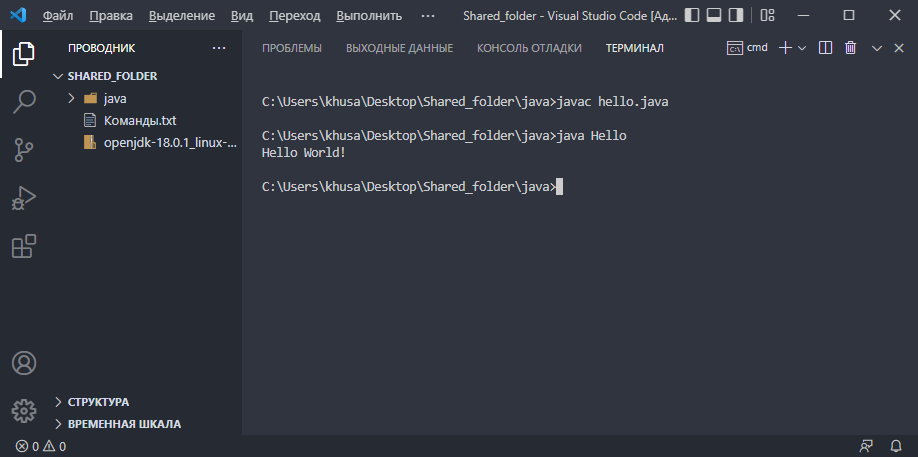 Файл Правка Выделение Вид Переход Выполнить ··· Shared_folder - Visual Studio Code [Ад...
ПРОВОДНИК ···
SHARED_FOLDER
java
Команды.txt
openjdk-18.0.1_linux-...
СТРУКТУРА
ВРЕМЕННАЯ ШКАЛА
ПРОБЛЕМЫ ВЫХОДНЫЕ ДАННЫЕ КОНСОЛЬ ОТЛАДКИ ТЕРМИНАЛ cmd
C:\Users\khusa\Desktop\Shared_folder\java>javac hello.java
C:\Users\khusa\Desktop\Shared_folder\java>java Hello
Hello World!
C:\Users\khusa\Desktop\Shared_folder\java>
0 0